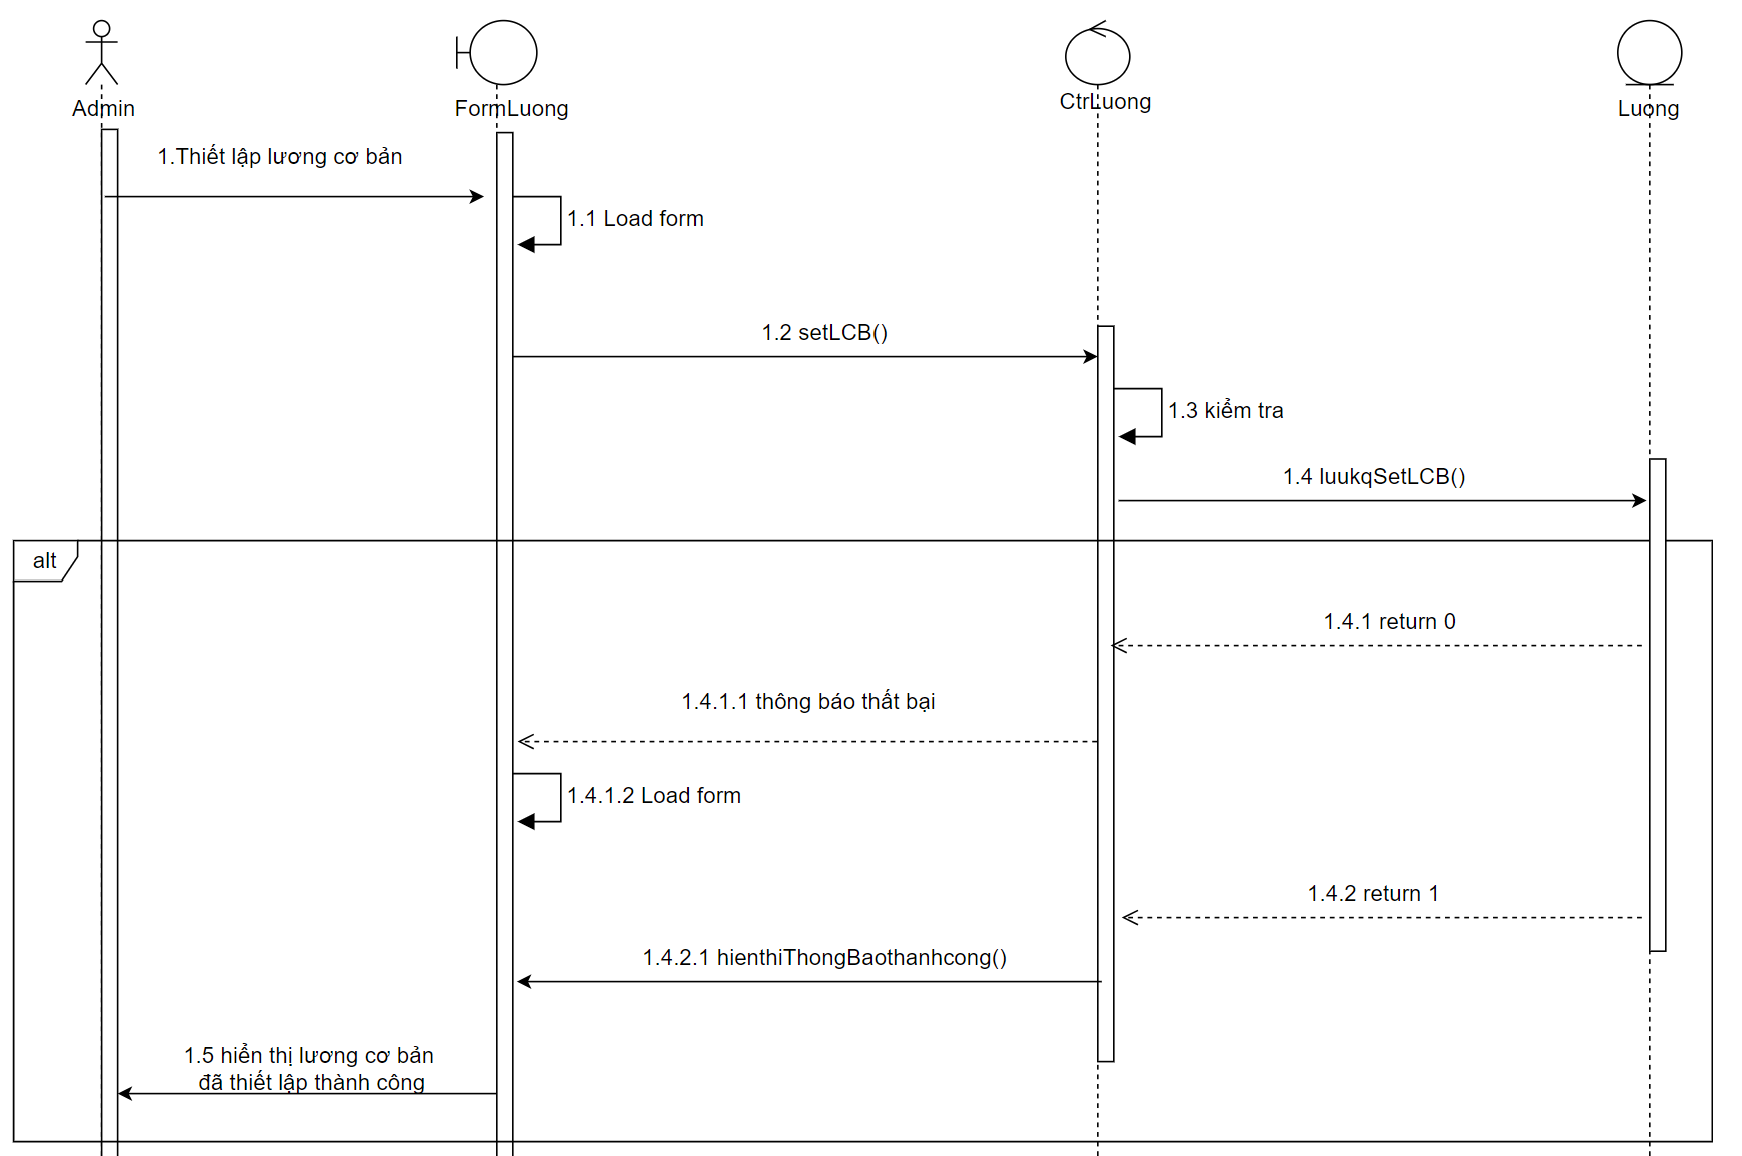 Admin
FormLuong
CtrLuong
Luong
1.Thiết lập lương cơ bản
1.1 Load form
1.2 setLCB()
1.3 kiểm tra
1.4 luukqSetLCB()
alt
1.4.1 return 0
1.4.1.1 thông báo thất bại
1.4.1.2 Load form
1.4.2 return 1
1.4.2.1 hienthiThongBaothanhcong()
1.5 hiển thị lương cơ bản
đã thiết lập thành công